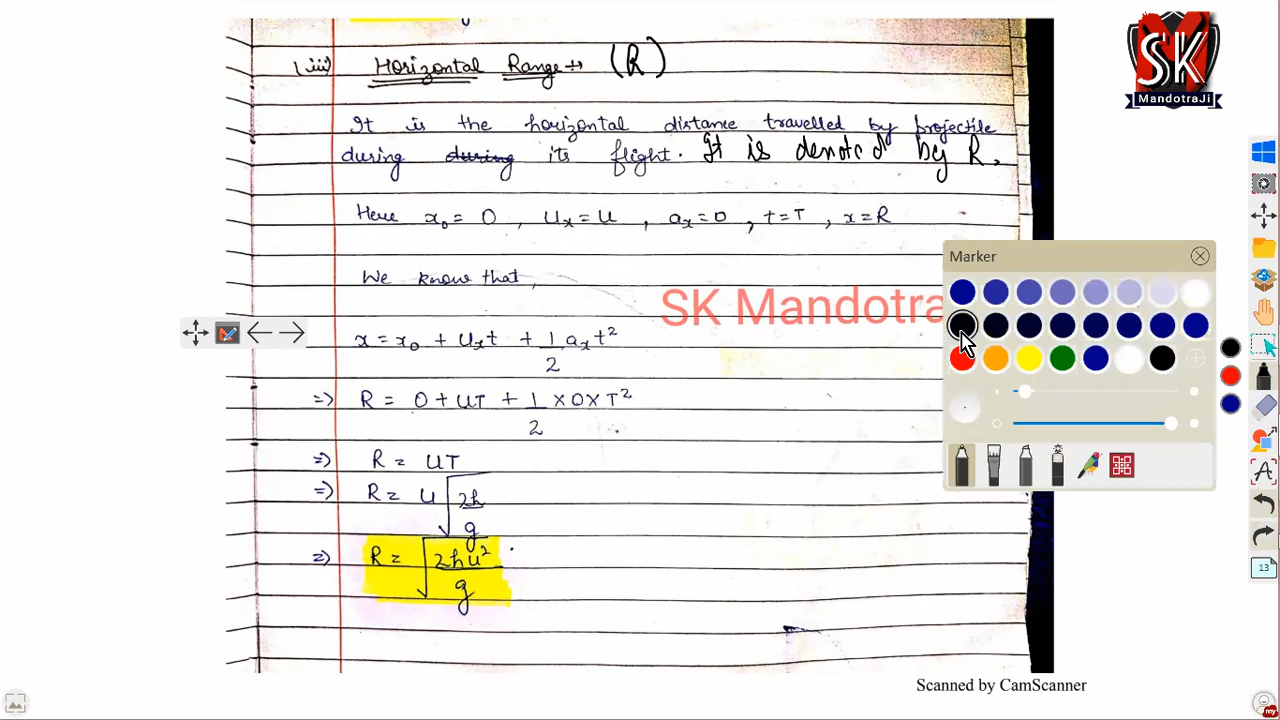 (iii) Horizontal Range :→ (R)
It is the horizontal distance travelled by projectile
during during its flight. It is denoted by R.
Here x₀ = 0 , uₓ = u , aₓ = 0 , t = T , x = R
We know that,
x = x₀ + uₓt + 1/2 aₓt²
⇒ R = 0 + uT + 1/2 × 0 × T²
⇒ R = uT
⇒ R = u √(2h/g)
⇒ R = √(2hu²/g)
SK Mandotra
SK
MandotraJi
Marker
13
Scanned by CamScanner